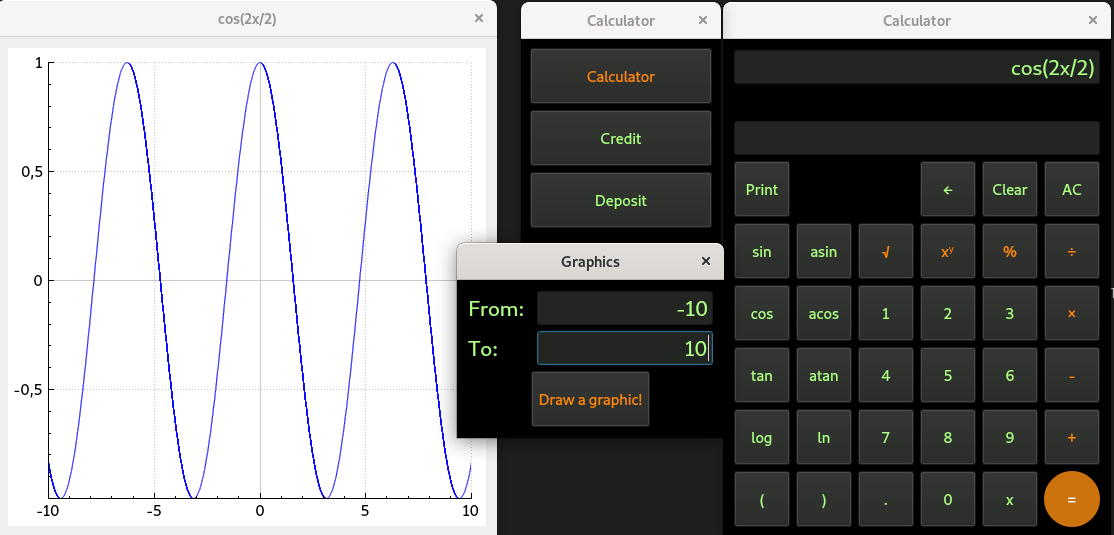 cos(2x/2) ×
1
0,5
0
-0,5
-10 -5 0 5 10
Calculator ×
Calculator
Credit
Deposit
Graphics ×
From: -10
To: 10
Draw a graphic!
Calculator ×
cos(2x/2)
Print ← Clear AC
sin asin √ xʸ % ÷
cos acos 1 2 3 ×
tan atan 4 5 6 -
log ln 7 8 9 +
( ) . 0 x =